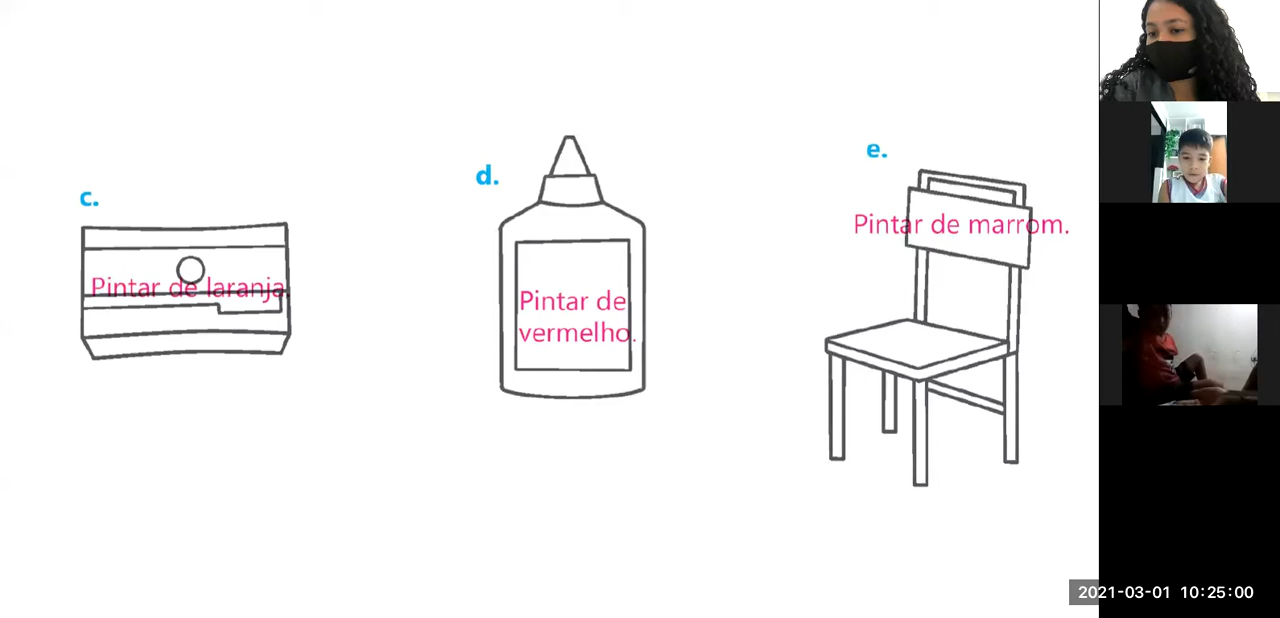 c.
Pintar de laranja.
d.
Pintar de
vermelho.
e.
Pintar de marrom.
2021-03-01 10:25:00